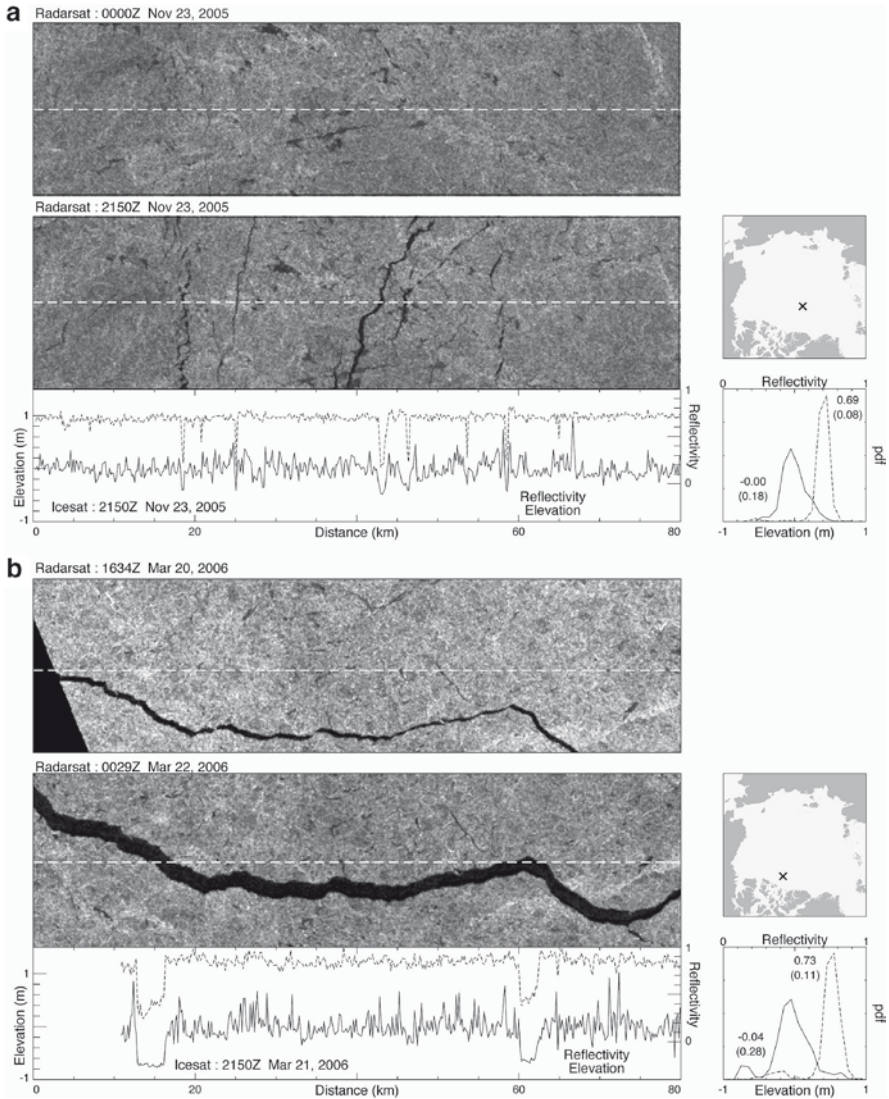 a
Radarsat : 0000Z Nov 23, 2005
Radarsat : 2150Z Nov 23, 2005
Elevation (m)
1
-1
1
0
Reflectivity
Icesat : 2150Z Nov 23, 2005
Reflectivity
Elevation
0 20 40 60 80
Distance (km)
Reflectivity
0 1
0.69
(0.08)
-0.00
(0.18)
pdf
-1 Elevation (m) 1
b
Radarsat : 1634Z Mar 20, 2006
Radarsat : 0029Z Mar 22, 2006
Elevation (m)
1
-1
1
0
Reflectivity
Icesat : 2150Z Mar 21, 2006
Reflectivity
Elevation
0 20 40 60 80
Distance (km)
Reflectivity
0 1
0.73
(0.11)
-0.04
(0.28)
pdf
-1 Elevation (m) 1